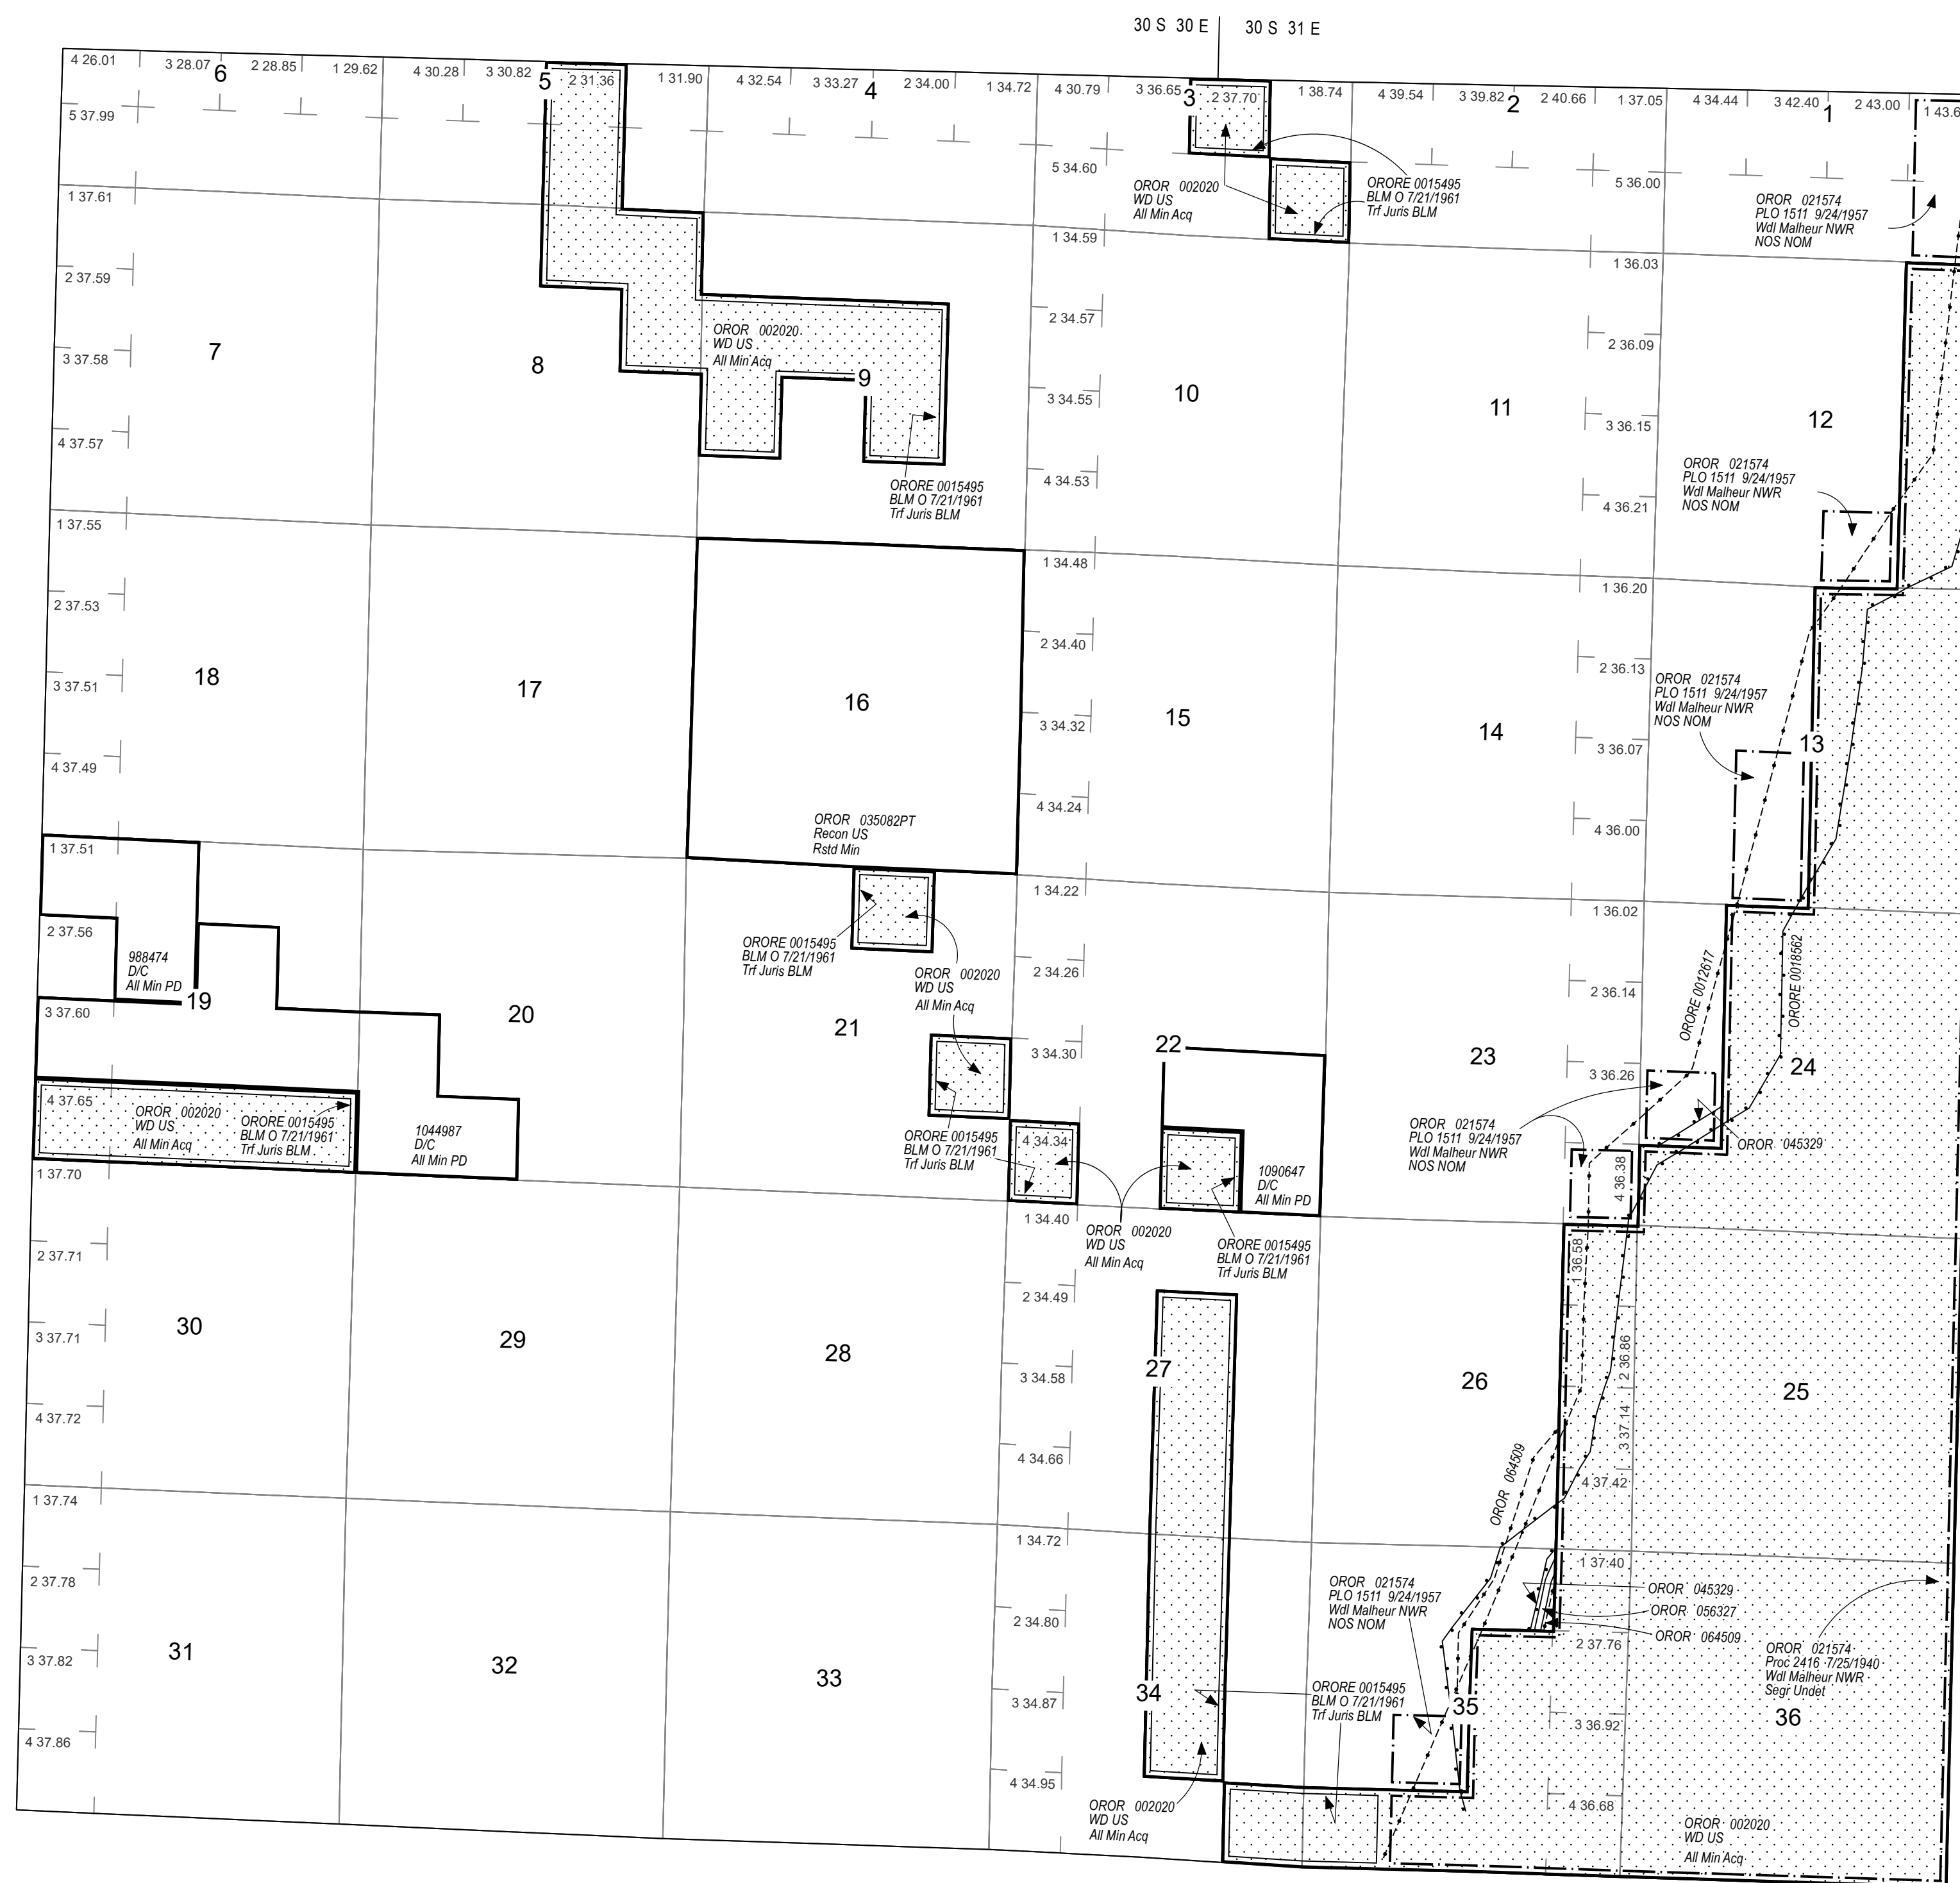 30 S 30 E 30 S 31 E
4 26.01 3 28.07 6 2 28.85 1 29.62 4 30.28 3 30.82 5 2 31.36 1 31.90 4 32.54 3 33.27 4 2 34.00 1 34.72 4 30.79 3 36.65 3 2 37.70 1 38.74 4 39.54 3 39.82 2 2 40.66 1 37.05 4 34.44 3 42.40 1 2 43.00 1 43.6
5 37.99
5 34.60
5 36.00
OROR 002020
WD US
All Min Acq
ORORE 0015495
BLM O 7/21/1961
Trf Juris BLM
OROR 021574
PLO 1511 9/24/1957
Wdl Malheur NWR
NOS NOM
1 37.61
1 34.59
1 36.03
2 37.59
2 34.57
2 36.09
7
8
OROR 002020
WD US
All Min Acq
9
10
11
12
3 37.58
3 34.55
3 36.15
4 37.57
4 34.53
4 36.21
ORORE 0015495
BLM O 7/21/1961
Trf Juris BLM
OROR 021574
PLO 1511 9/24/1957
Wdl Malheur NWR
NOS NOM
1 37.55
1 34.48
1 36.20
2 37.53
2 34.40
2 36.13
18
17
16
15
14
13
OROR 021574
PLO 1511 9/24/1957
Wdl Malheur NWR
NOS NOM
3 37.51
3 34.32
3 36.07
4 37.49
4 34.24
4 36.00
OROR 035082PT
Recon US
Rstd Min
1 37.51
1 34.22
1 36.02
2 37.56
2 34.26
2 36.14
988474
D/C
All Min PD
19
20
21
22
23
24
ORORE 0015495
BLM O 7/21/1961
Trf Juris BLM
OROR 002020
WD US
All Min Acq
ORORE 0012617
ORORE 0018562
3 37.60
3 34.30
3 36.26
4 37.65
OROR 002020
WD US
All Min Acq
ORORE 0015495
BLM O 7/21/1961
Trf Juris BLM
1044987
D/C
All Min PD
ORORE 0015495
BLM O 7/21/1961
Trf Juris BLM
4 34.34
1090647
D/C
All Min PD
OROR 021574
PLO 1511 9/24/1957
Wdl Malheur NWR
NOS NOM
OROR 045329
4 36.38
1 37.70
1 34.40
1 36.58
OROR 002020
WD US
All Min Acq
ORORE 0015495
BLM O 7/21/1961
Trf Juris BLM
2 37.71
2 34.49
2 36.86
30
29
28
27
26
25
3 37.71
3 34.58
3 37.14
4 37.72
4 34.66
4 37.42
OROR 064509
1 37.74
1 34.72
1 37.40
2 37.78
2 34.80
2 37.76
OROR 021574
PLO 1511 9/24/1957
Wdl Malheur NWR
NOS NOM
OROR 045329
OROR 056327
OROR 064509
OROR 021574
Proc 2416 7/25/1940
Wdl Malheur NWR
Segr Undet
31
32
33
34
35
36
3 37.82
3 34.87
3 36.92
ORORE 0015495
BLM O 7/21/1961
Trf Juris BLM
4 37.86
4 34.95
4 36.68
OROR 002020
WD US
All Min Acq
OROR 002020
WD US
All Min Acq